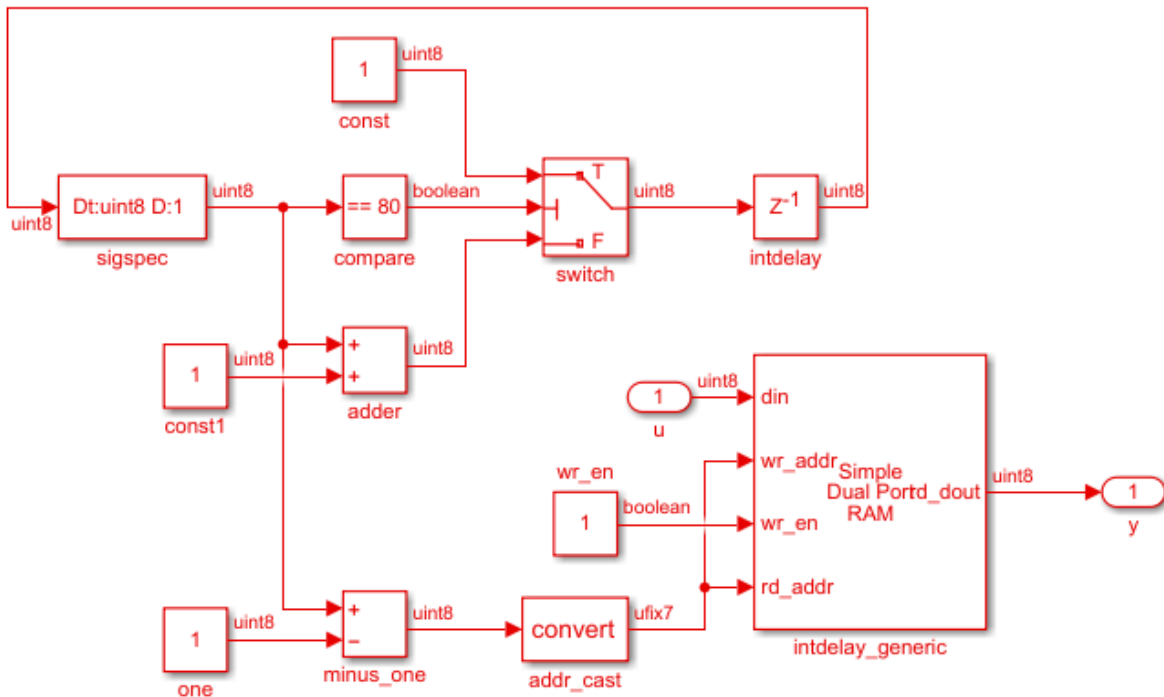 1
uint8
const
uint8
Dt:uint8 D:1
uint8
sigspec
== 80
boolean
compare
T
F
uint8
switch
Z-1
uint8
intdelay
1
uint8
const1
+
+
uint8
adder
1
u
uint8
din
wr_addr
wr_en
rd_addr
Simple
Dual Port
RAM
rd_dout
uint8
intdelay_generic
1
y
wr_en
1
boolean
1
uint8
one
+
−
uint8
minus_one
convert
ufix7
addr_cast